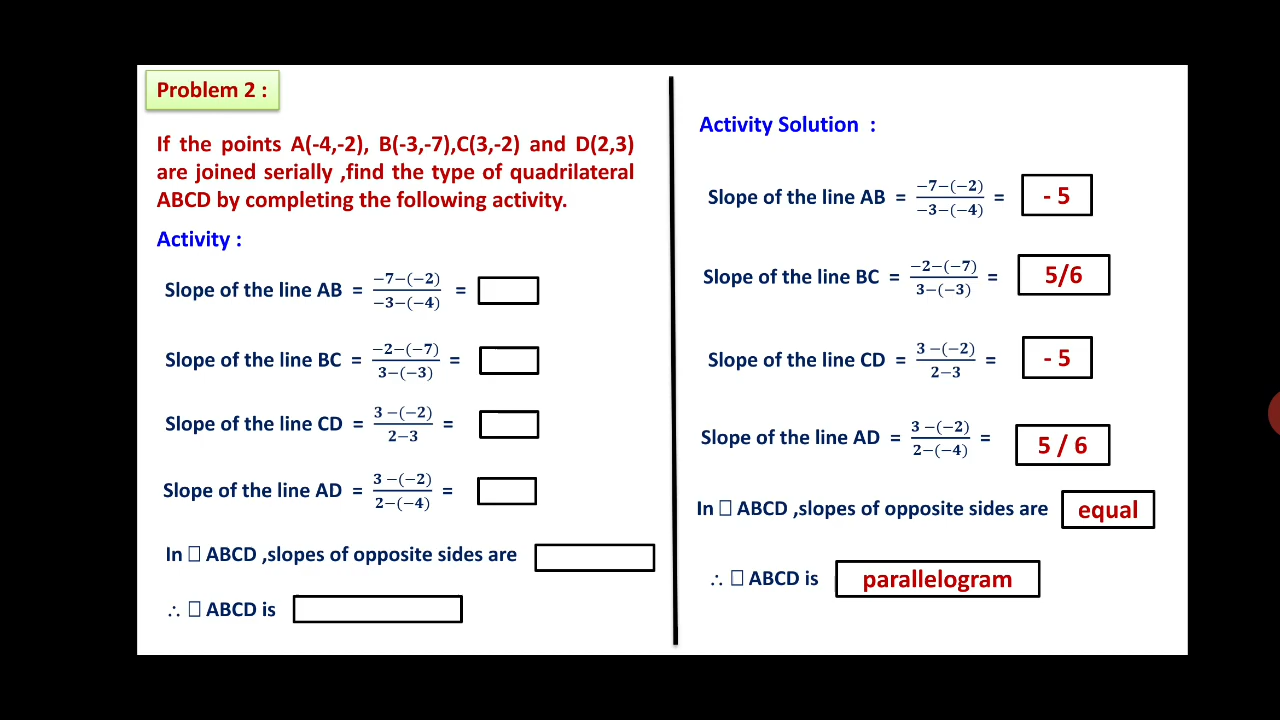 Problem 2 :
If the points A(-4,-2), B(-3,-7),C(3,-2) and D(2,3)
are joined serially ,find the type of quadrilateral
ABCD by completing the following activity.
Activity :
Slope of the line AB = −7−(−2)/−3−(−4) =
Slope of the line BC = −2−(−7)/3−(−3) =
Slope of the line CD = 3 −(−2)/2−3 =
Slope of the line AD = 3 −(−2)/2−(−4) =
In □ ABCD ,slopes of opposite sides are
∴ □ ABCD is
Activity Solution :
Slope of the line AB = −7−(−2)/−3−(−4) = - 5
Slope of the line BC = −2−(−7)/3−(−3) = 5/6
Slope of the line CD = 3 −(−2)/2−3 = - 5
Slope of the line AD = 3 −(−2)/2−(−4) = 5 / 6
In □ ABCD ,slopes of opposite sides are equal
∴ □ ABCD is parallelogram